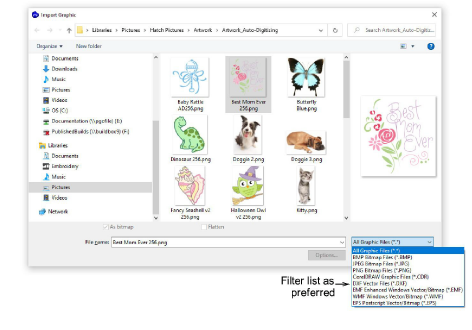 Import Graphic
Libraries > Pictures > Hatch Pictures > Artwork > Artwork_Auto-Digitizing
Search Artwork_Auto-Digitiz...
Organize
New folder
Documents
Downloads
Music
Pictures
Videos
OS (C:)
PublishedBuilds (\\buildbox9) (F:)
Libraries
Documents
Embroidery
Music
Pictures
Videos
Network
Baby Rattle AD256.png
Best Mom Ever 256.png
Butterfly Blue.png
Dinosaur 256.png
Doggie 2.png
Doggie 3.png
Fancy Seashell v2 256.png
Halloween Owl v2 256.png
Kitty.png
Best Mom Ever
As bitmap
Flatten
File name:
Best Mom Ever 256.png
All Graphic Files (*.*)
Options...
All Graphic Files (*.*)
BMP Bitmap Files (*.BMP)
JPEG Bitmap Files (*.JPG)
PNG Bitmap Files (*.PNG)
CorelDRAW Graphic Files (*.CDR)
DXF Vector Files (*.DXF)
EMF Enhanced Windows Vector/Bitmap (*.EMF)
WMF Windows Vector/Bitmap (*.WMF)
EPS Postscript Vector/Bitmap (*.EPS)
Filter list as
preferred